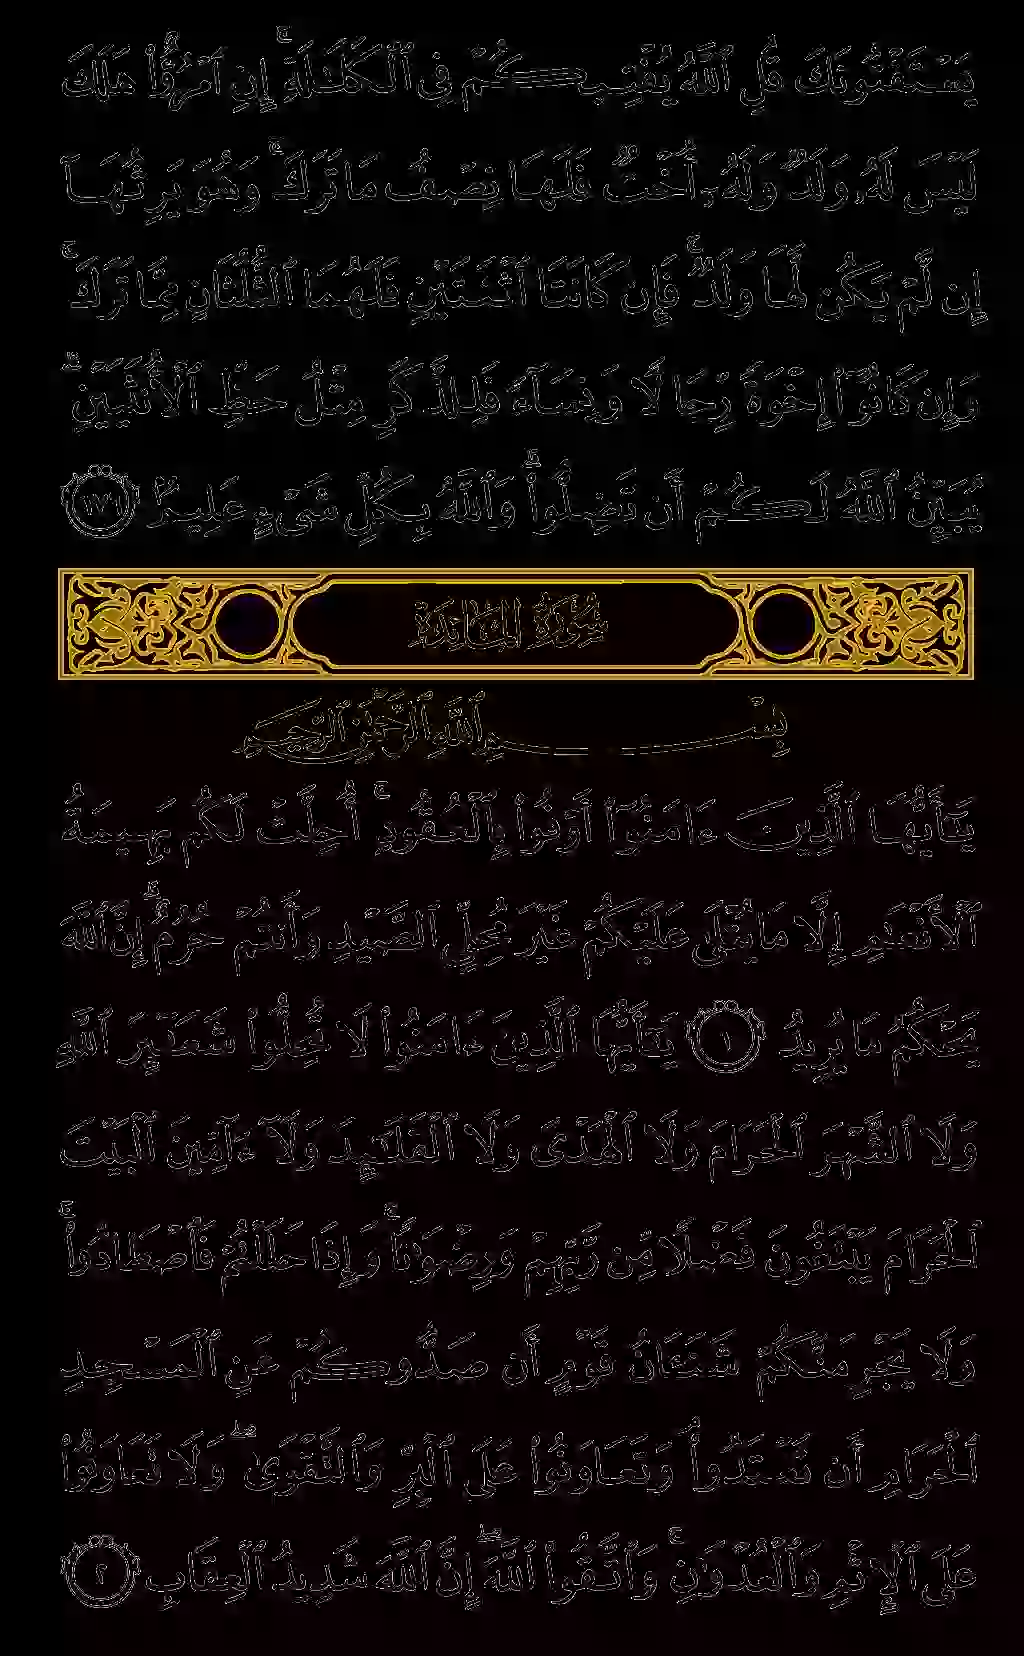 يَسْتَفْتُونَكَ قُلِ ٱللَّهُ يُفْتِيكُمْ فِى ٱلْكَلَـٰلَةِ ۚ إِنِ ٱمْرُؤٌا۟ هَلَكَ
لَيْسَ لَهُۥ وَلَدٌ وَلَهُۥٓ أُخْتٌ فَلَهَا نِصْفُ مَا تَرَكَ ۚ وَهُوَ يَرِثُهَآ
إِن لَّمْ يَكُن لَّهَا وَلَدٌ ۚ فَإِن كَانَتَا ٱثْنَتَيْنِ فَلَهُمَا ٱلثُّلُثَانِ مِمَّا تَرَكَ ۚ
وَإِن كَانُوٓا۟ إِخْوَةً رِّجَالًا وَنِسَآءً فَلِلذَّكَرِ مِثْلُ حَظِّ ٱلْأُنثَيَيْنِ ۗ
يُبَيِّنُ ٱللَّهُ لَكُمْ أَن تَضِلُّوا۟ ۗ وَٱللَّهُ بِكُلِّ شَىْءٍ عَلِيمٌۢ ١٧٦
سُورَةُ المَائِدَةِ
بِسْمِ ٱللَّهِ ٱلرَّحْمَـٰنِ ٱلرَّحِيمِ
يَـٰٓأَيُّهَا ٱلَّذِينَ ءَامَنُوٓا۟ أَوْفُوا۟ بِٱلْعُقُودِ ۚ أُحِلَّتْ لَكُم بَهِيمَةُ
ٱلْأَنْعَـٰمِ إِلَّا مَا يُتْلَىٰ عَلَيْكُمْ غَيْرَ مُحِلِّى ٱلصَّيْدِ وَأَنتُمْ حُرُمٌ ۗ إِنَّ ٱللَّهَ
يَحْكُمُ مَا يُرِيدُ ١ يَـٰٓأَيُّهَا ٱلَّذِينَ ءَامَنُوا۟ لَا تُحِلُّوا۟ شَعَـٰٓئِرَ ٱللَّهِ
وَلَا ٱلشَّهْرَ ٱلْحَرَامَ وَلَا ٱلْهَدْىَ وَلَا ٱلْقَلَـٰٓئِدَ وَلَآ ءَآمِّينَ ٱلْبَيْتَ
ٱلْحَرَامَ يَبْتَغُونَ فَضْلًا مِّن رَّبِّهِمْ وَرِضْوَٰنًا ۚ وَإِذَا حَلَلْتُمْ فَٱصْطَادُوا۟ ۚ
وَلَا يَجْرِمَنَّكُمْ شَنَـَٔانُ قَوْمٍ أَن صَدُّوكُمْ عَنِ ٱلْمَسْجِدِ
ٱلْحَرَامِ أَن تَعْتَدُوا۟ ۘ وَتَعَاوَنُوا۟ عَلَى ٱلْبِرِّ وَٱلتَّقْوَىٰ ۖ وَلَا تَعَاوَنُوا۟
عَلَى ٱلْإِثْمِ وَٱلْعُدْوَٰنِ ۚ وَٱتَّقُوا۟ ٱللَّهَ ۖ إِنَّ ٱللَّهَ شَدِيدُ ٱلْعِقَابِ ٢